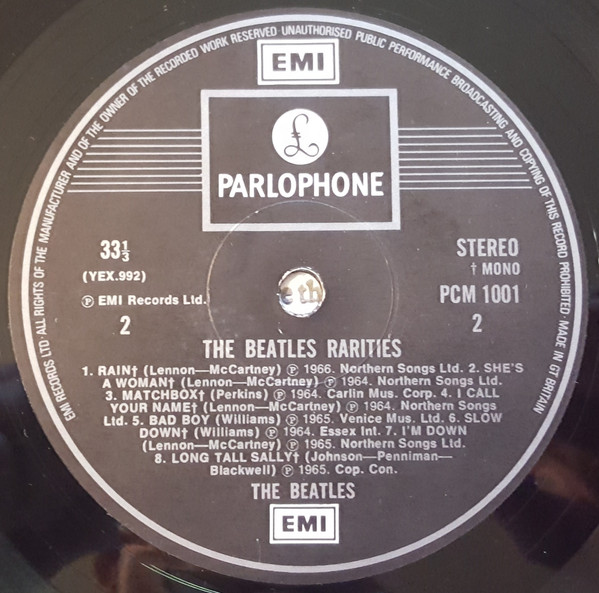 EMI RECORDS LTD · ALL RIGHTS OF THE MANUFACTURER AND OF THE OWNER OF THE RECORDED WORK RESERVED UNAUTHORISED PUBLIC PERFORMANCE BROADCASTING AND COPYING OF THIS RECORD PROHIBITED · MADE IN GT BRITAIN
EMI
£
PARLOPHONE
33⅓
(YEX.992)
℗ EMI Records Ltd.
2
STEREO
† MONO
PCM 1001
2
e th
THE BEATLES RARITIES
1. RAIN† (Lennon—McCartney) ℗ 1966. Northern Songs Ltd. 2. SHE'S
A WOMAN† (Lennon—McCartney) ℗ 1964. Northern Songs Ltd.
3. MATCHBOX† (Perkins) ℗ 1964. Carlin Mus. Corp. 4. I CALL
YOUR NAME† (Lennon—McCartney) ℗ 1964. Northern Songs
Ltd. 5. BAD BOY (Williams) ℗ 1965. Venice Mus. Ltd. 6. SLOW
DOWN† (Williams) ℗ 1964. Essex Int. 7. I'M DOWN
(Lennon—McCartney) ℗ 1965. Northern Songs Ltd.
8. LONG TALL SALLY† (Johnson—Penniman—
Blackwell) ℗ 1965. Cop. Con.
THE BEATLES
EMI